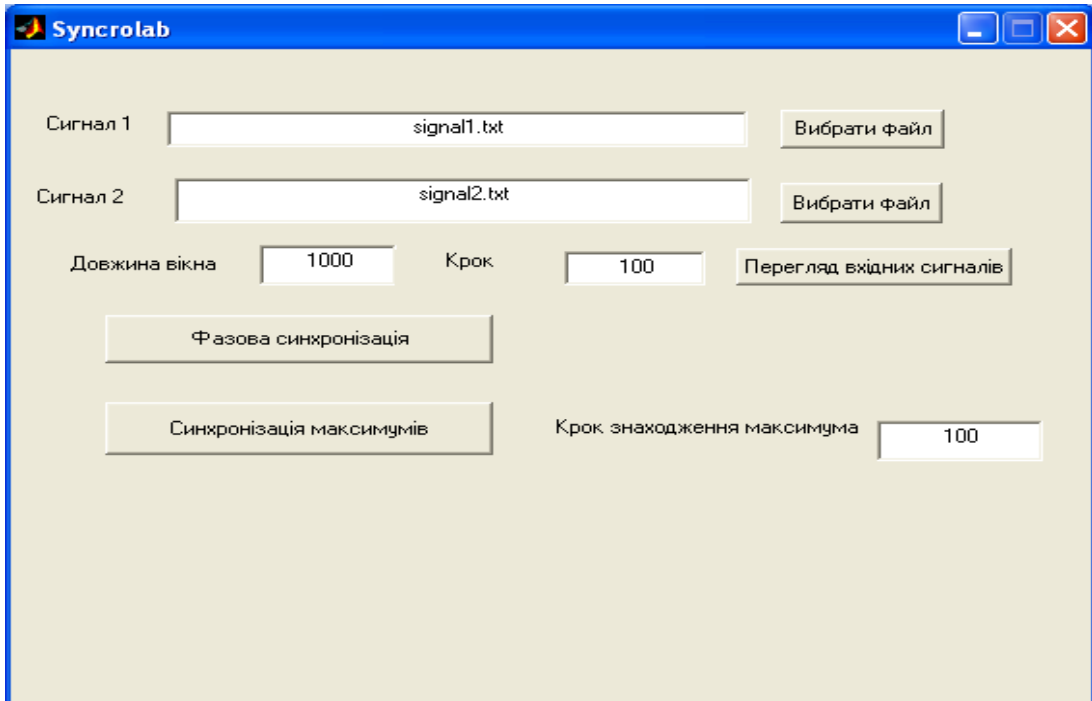 Syncrolab
Сигнал 1 signal1.txt Вибрати файл
Сигнал 2 signal2.txt Вибрати файл
Довжина вікна 1000 Крок 100 Перегляд вхідних сигналів
Фазова синхронізація
Синхронізація максимумів Крок знаходження максимума 100